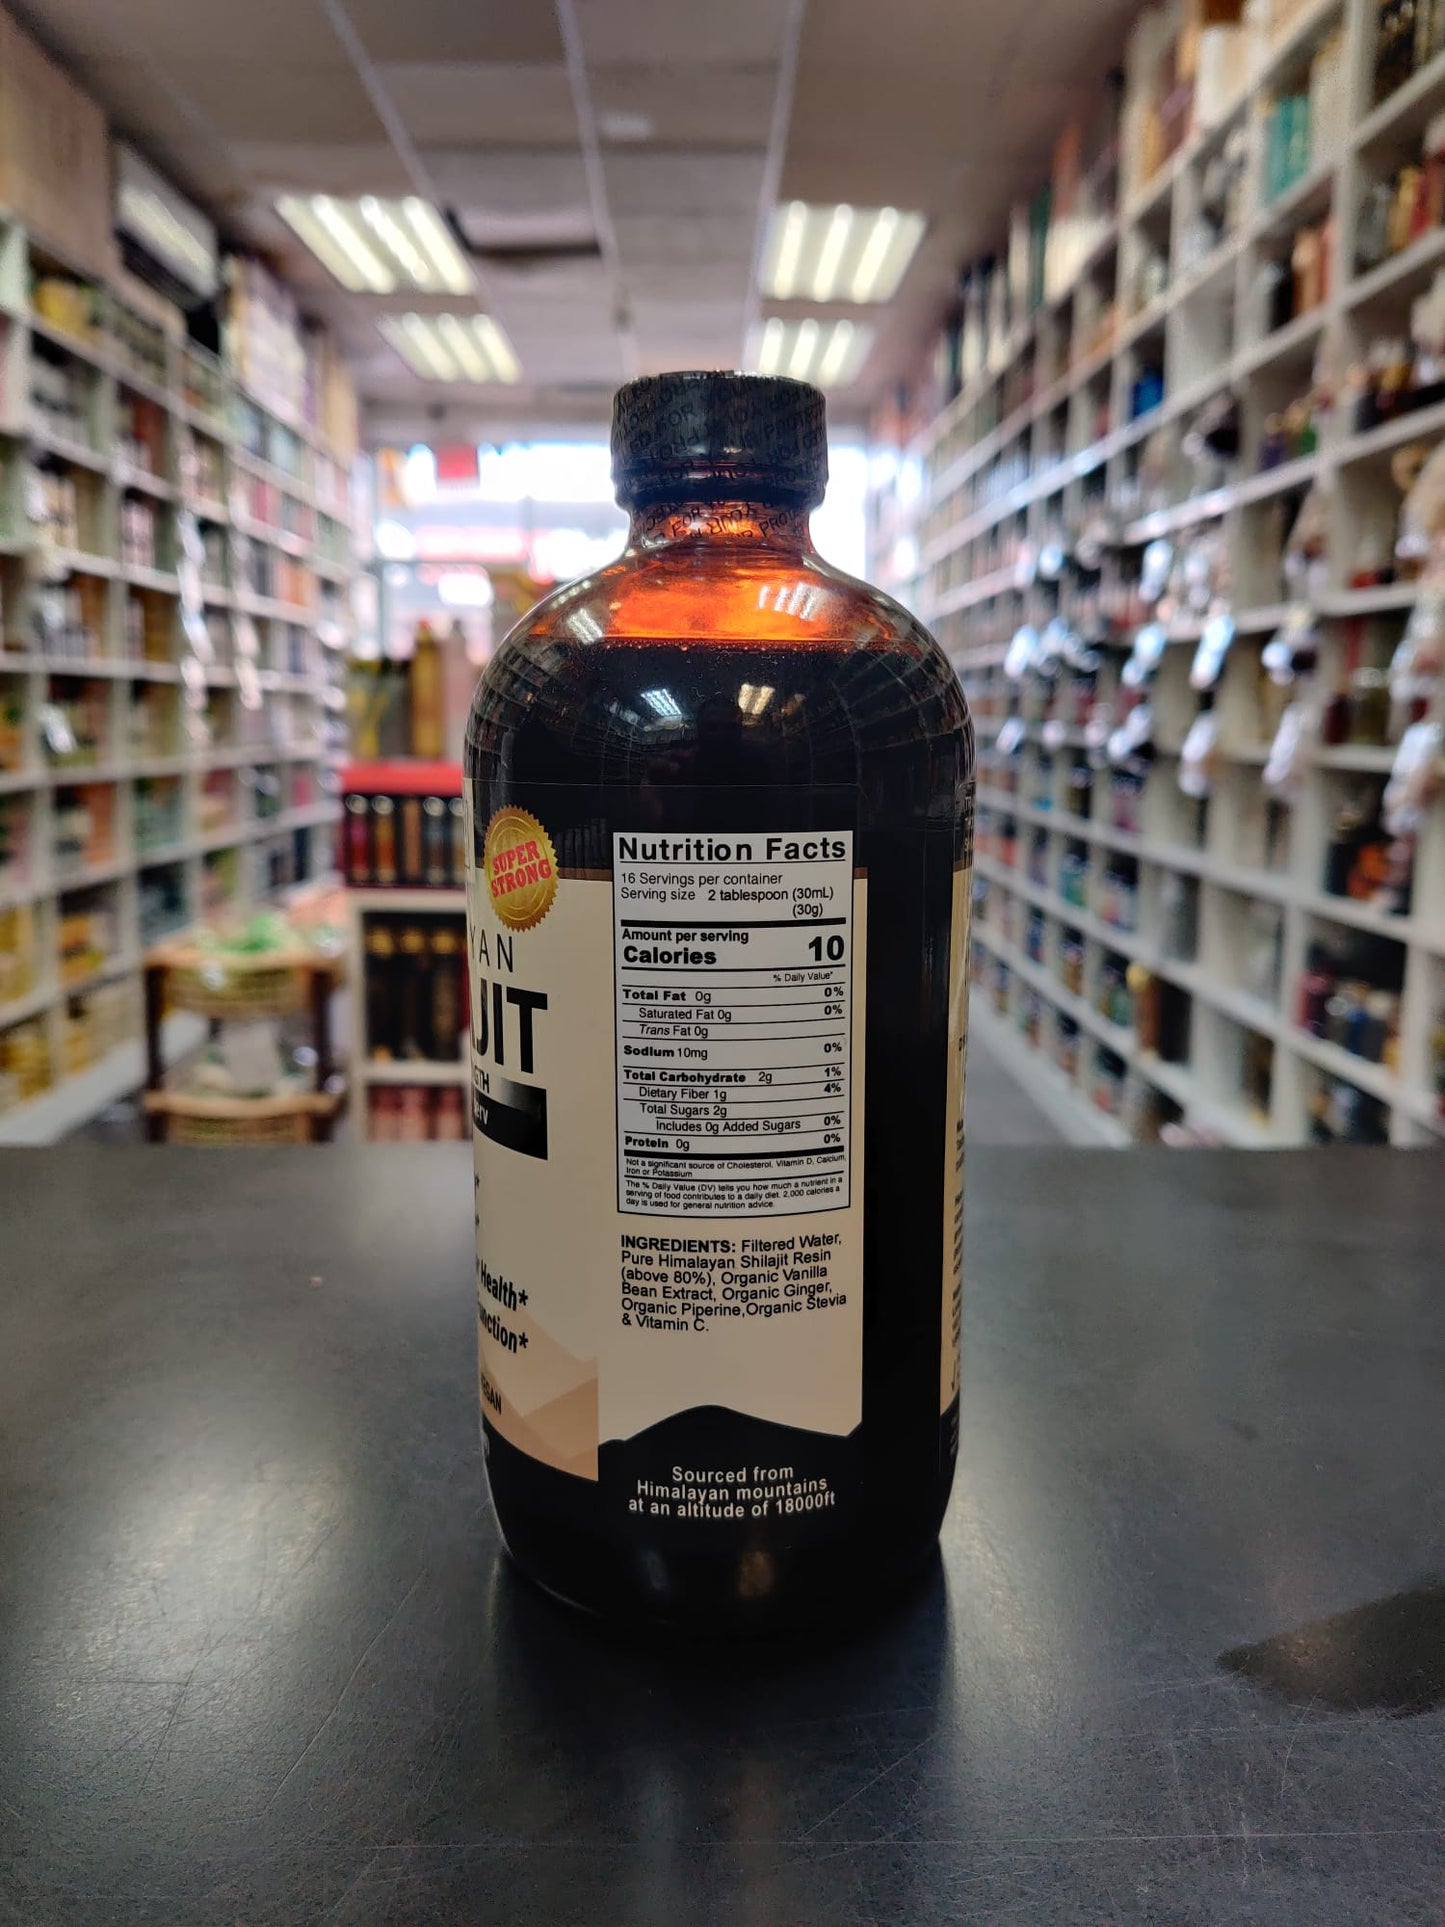 SUPER
STRONG
YAN
JIT
GTH
erv
Health*
nction*
EGAN
Nutrition Facts
16 Servings per container
Serving size 2 tablespoon (30mL)
(30g)
Amount per serving
Calories 10
% Daily Value*
Total Fat 0g 0%
Saturated Fat 0g 0%
Trans Fat 0g
Sodium 10mg 0%
Total Carbohydrate 2g 1%
Dietary Fiber 1g 4%
Total Sugars 2g
Includes 0g Added Sugars 0%
Protein 0g 0%
Not a significant source of Cholesterol, Vitamin D, Calcium,
Iron or Potassium
The % Daily Value (DV) tells you how much a nutrient in a
serving of food contributes to a daily diet. 2,000 calories a
day is used for general nutrition advice.
INGREDIENTS: Filtered Water,
Pure Himalayan Shilajit Resin
(above 80%), Organic Vanilla
Bean Extract, Organic Ginger,
Organic Piperine,Organic Stevia
& Vitamin C.
Sourced from
Himalayan mountains
at an altitude of 18000ft